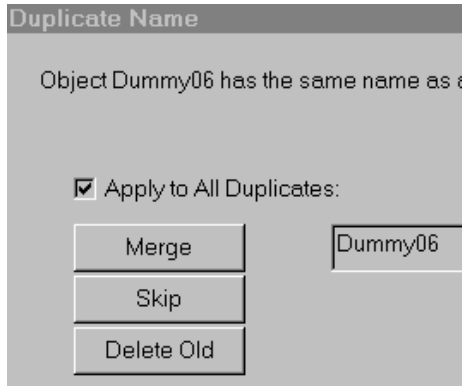 Duplicate Name
Object Dummy06 has the same name as a
Apply to All Duplicates:
Merge
Dummy06
Skip
Delete Old